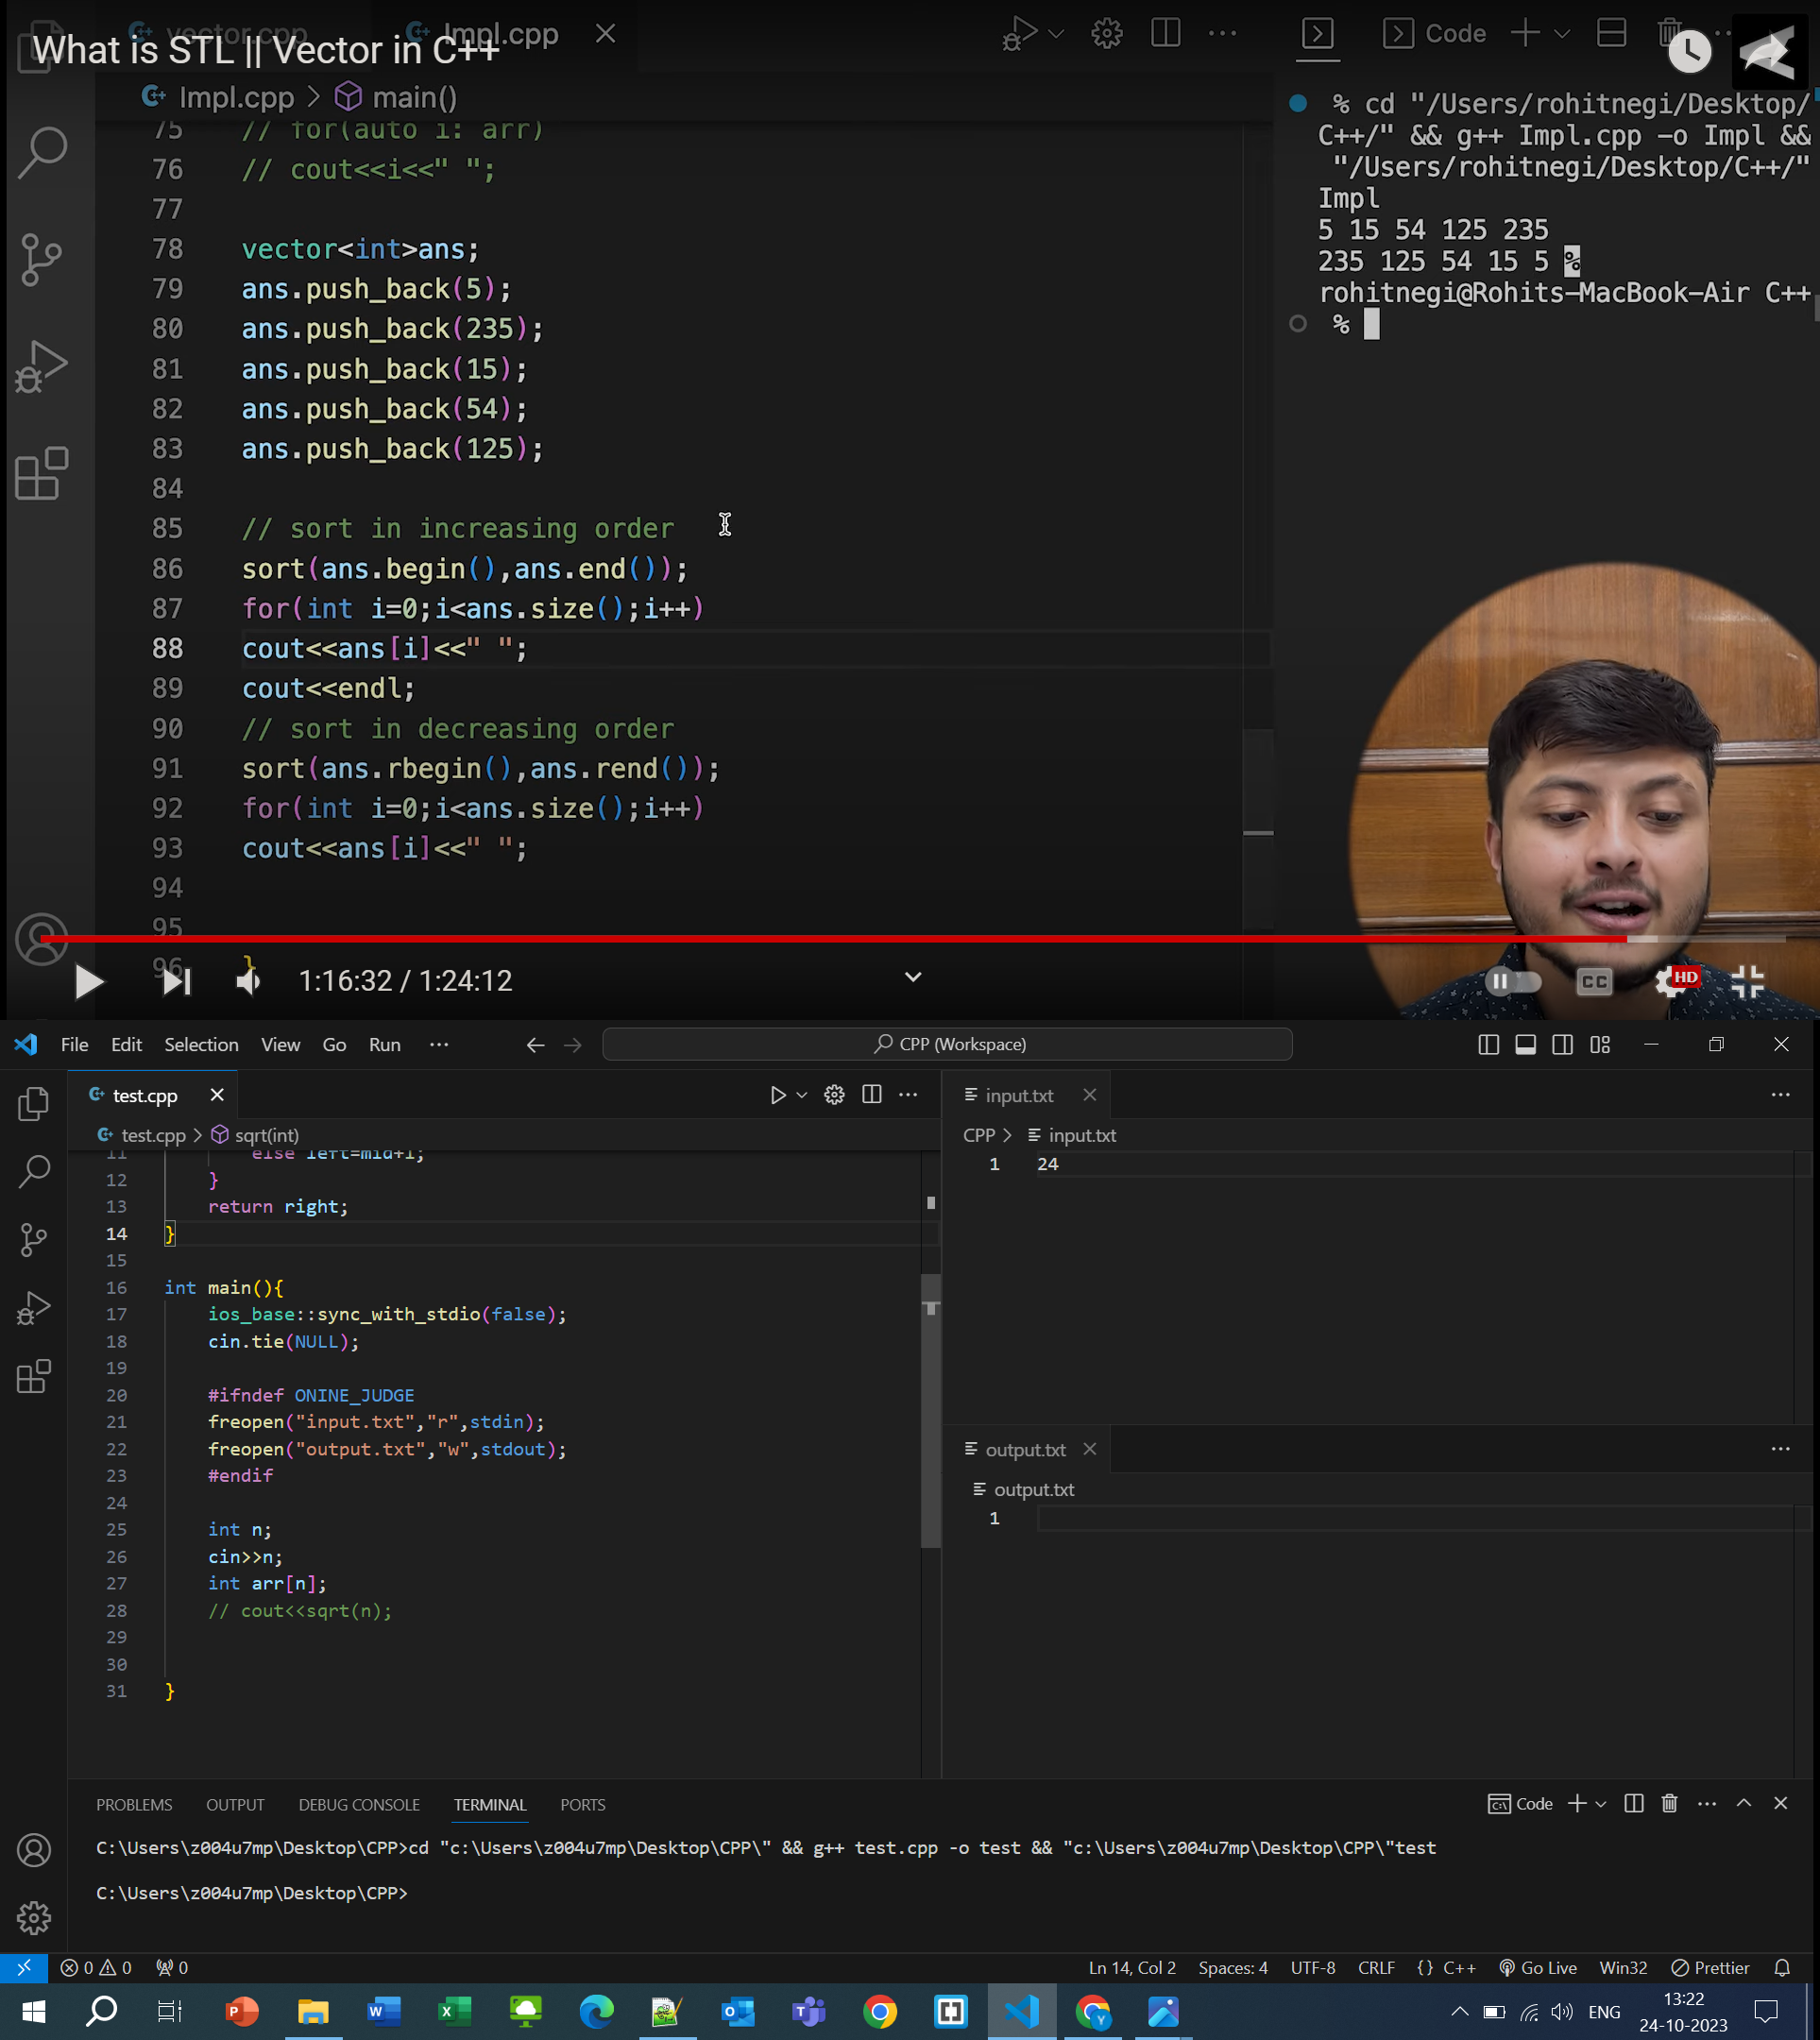 vector.cpp Impl.cpp
What is STL || Vector in C++
Code
Impl.cpp > main()
75 // for(auto i: arr)
76 // cout<<i<<" ";
77
78 vector<int>ans;
79 ans.push_back(5);
80 ans.push_back(235);
81 ans.push_back(15);
82 ans.push_back(54);
83 ans.push_back(125);
84
85 // sort in increasing order
86 sort(ans.begin(),ans.end());
87 for(int i=0;i<ans.size();i++)
88 cout<<ans[i]<<" ";
89 cout<<endl;
90 // sort in decreasing order
91 sort(ans.rbegin(),ans.rend());
92 for(int i=0;i<ans.size();i++)
93 cout<<ans[i]<<" ";
94
95
96 }
% cd "/Users/rohitnegi/Desktop/
C++/" && g++ Impl.cpp -o Impl &&
"/Users/rohitnegi/Desktop/C++/"
Impl
5 15 54 125 235
235 125 54 15 5 %
rohitnegi@Rohits-MacBook-Air C++
%
1:16:32 / 1:24:12
CC
HD
File Edit Selection View Go Run ··· CPP (Workspace)
test.cpp
test.cpp > sqrt(int)
11 else left=mid+1;
12 }
13 return right;
14 }
15
16 int main(){
17 ios_base::sync_with_stdio(false);
18 cin.tie(NULL);
19
20 #ifndef ONINE_JUDGE
21 freopen("input.txt","r",stdin);
22 freopen("output.txt","w",stdout);
23 #endif
24
25 int n;
26 cin>>n;
27 int arr[n];
28 // cout<<sqrt(n);
29
30
31 }
input.txt
CPP > input.txt
1 24
output.txt
output.txt
1
PROBLEMS OUTPUT DEBUG CONSOLE TERMINAL PORTS Code
C:\Users\z004u7mp\Desktop\CPP>cd "c:\Users\z004u7mp\Desktop\CPP\" && g++ test.cpp -o test && "c:\Users\z004u7mp\Desktop\CPP\"test
C:\Users\z004u7mp\Desktop\CPP>
0 0 0 Ln 14, Col 2 Spaces: 4 UTF-8 CRLF {} C++ Go Live Win32 Prettier
ENG
13:22
24-10-2023